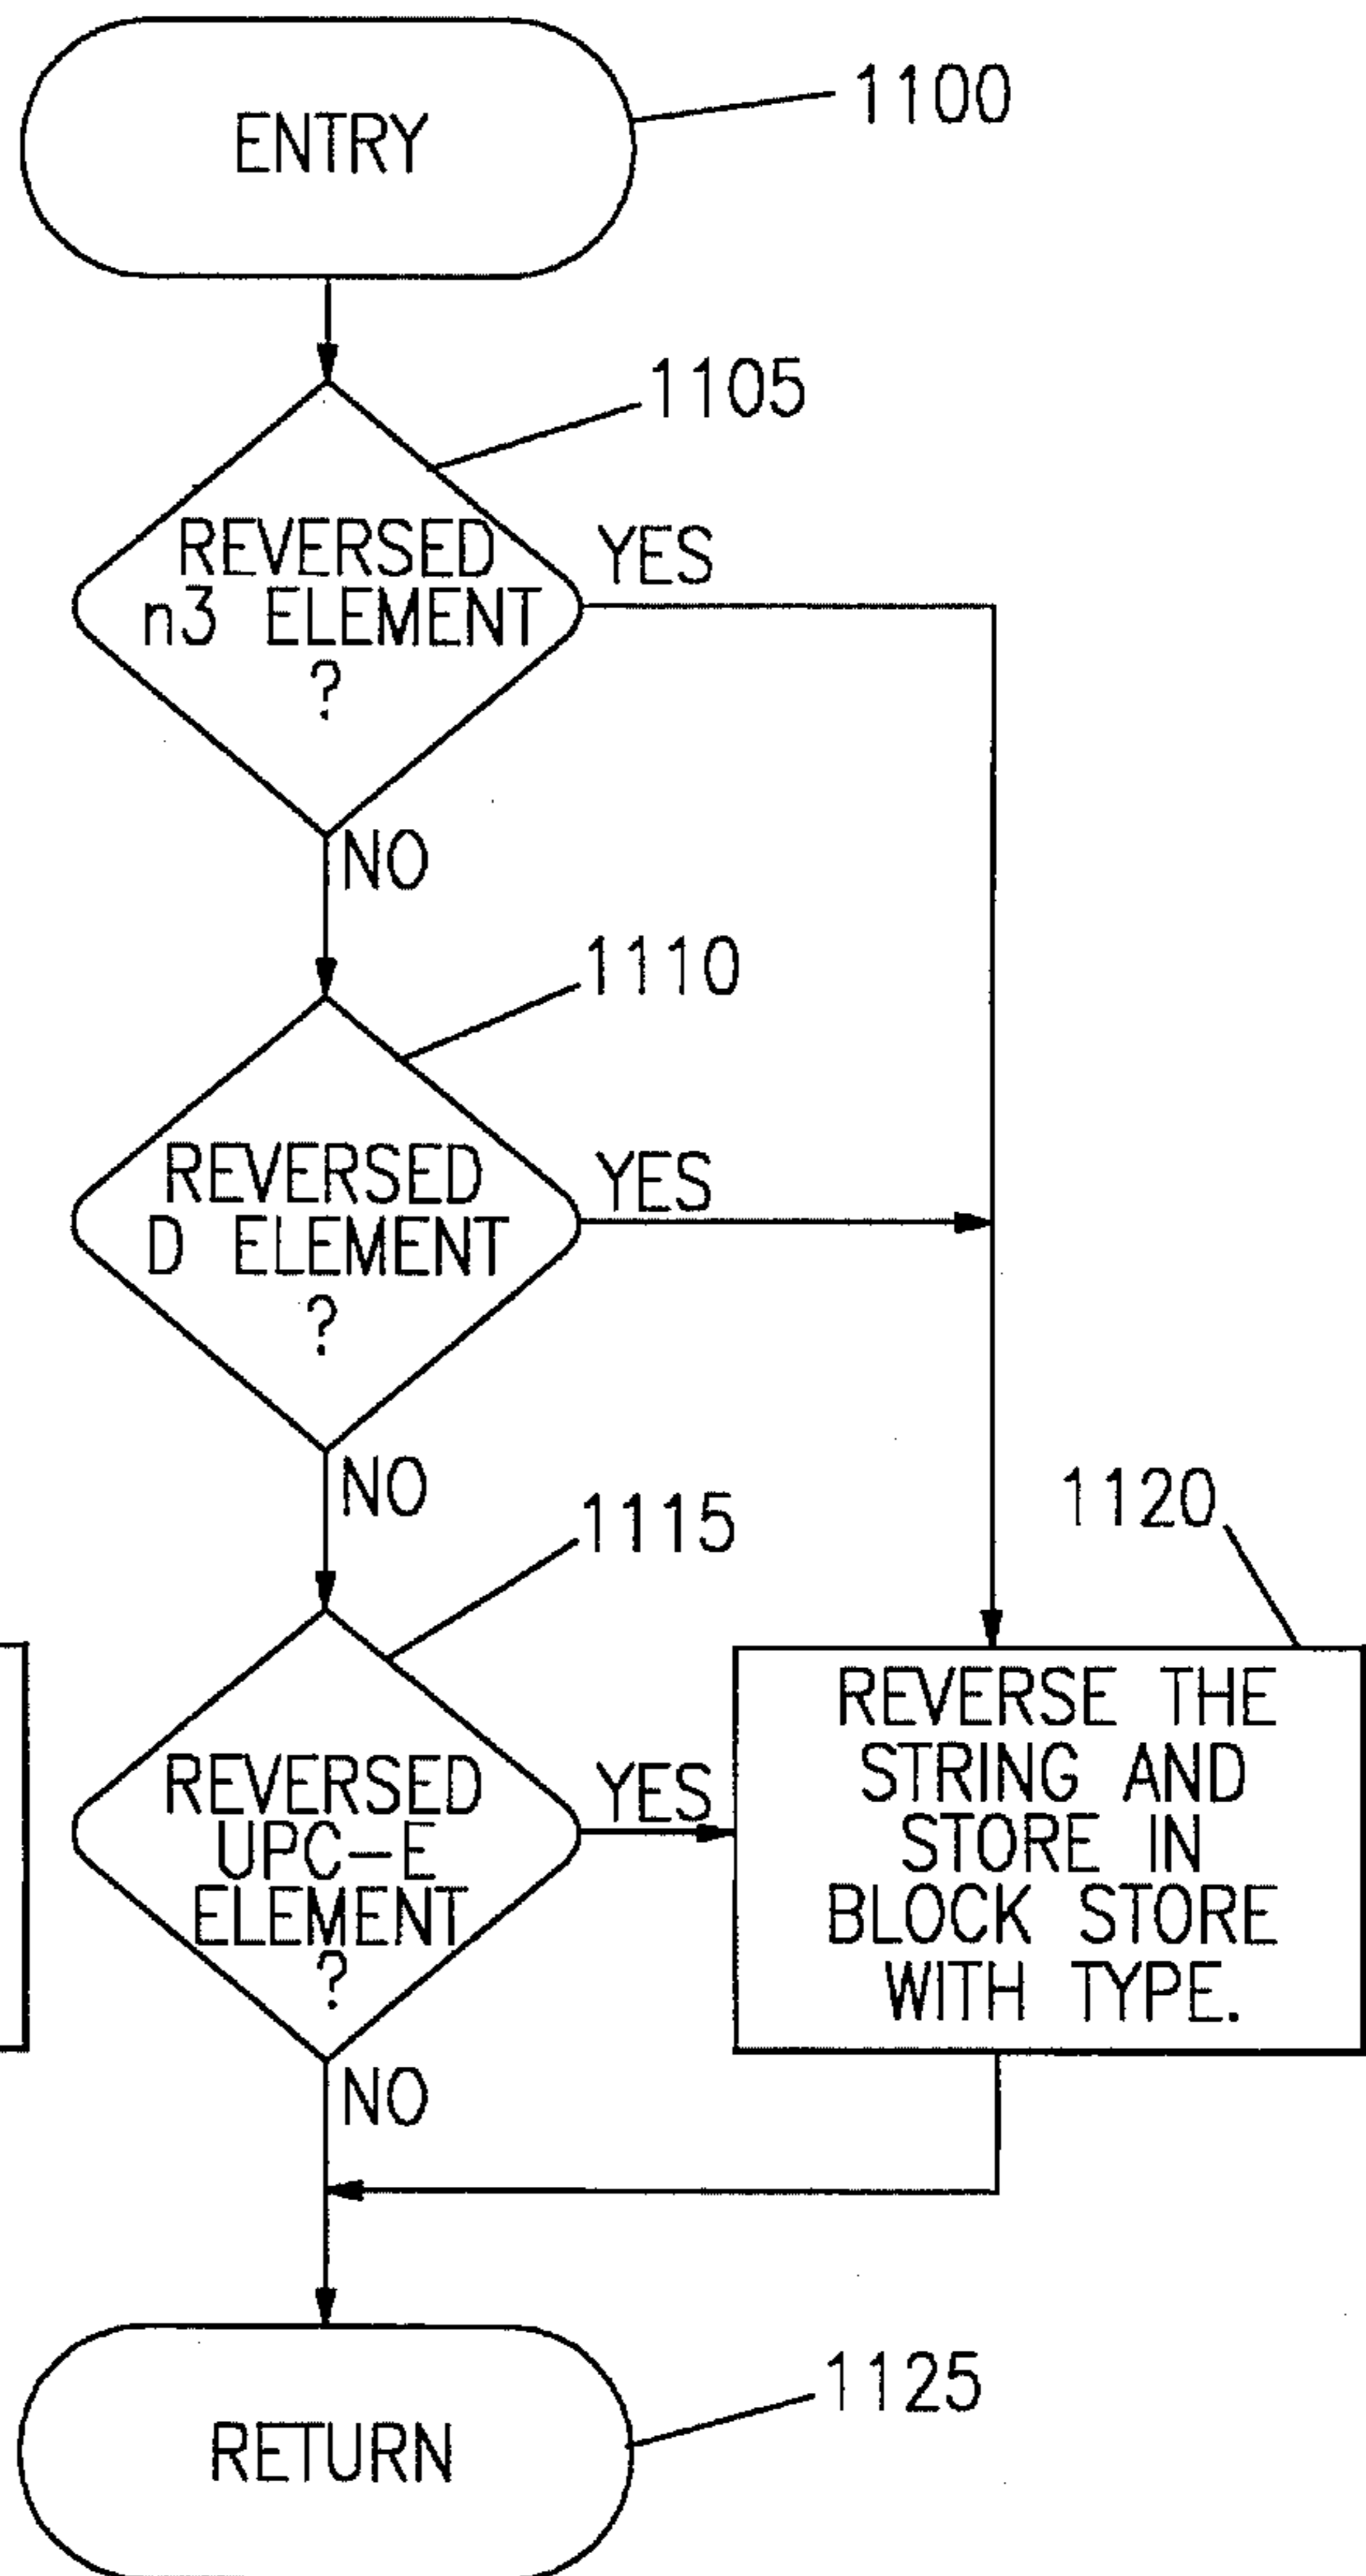 ENTRY
1100
1105
REVERSED
n3 ELEMENT
?
YES
NO
1110
REVERSED
D ELEMENT
?
YES
NO
1115
REVERSED
UPC-E
ELEMENT
?
YES
NO
1120
REVERSE THE
STRING AND
STORE IN
BLOCK STORE
WITH TYPE.
RETURN
1125